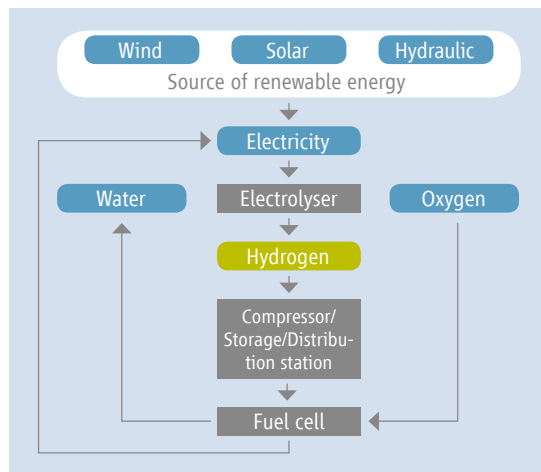 Wind Solar Hydraulic
Source of renewable energy
Electricity
Water Electrolyser Oxygen
Hydrogen
Compressor/
Storage/Distribu-
tion station
Fuel cell